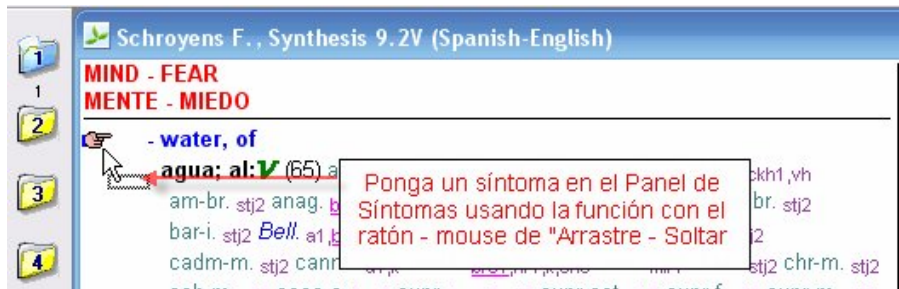 Schroyens F., Synthesis 9.2V (Spanish-English)
1
1
2
3
4
MIND - FEAR
MENTE - MIEDO
- water, of
agua; al: V (65) a
ckh1,vh
am-br. stj2 anag.
br. stj2
bar-i. stj2 Bell. a1,
cadm-m. stj2
stj2 chr-m. stj2
Ponga un síntoma en el Panel de
Síntomas usando la función con el
ratón - mouse de "Arrastre - Soltar